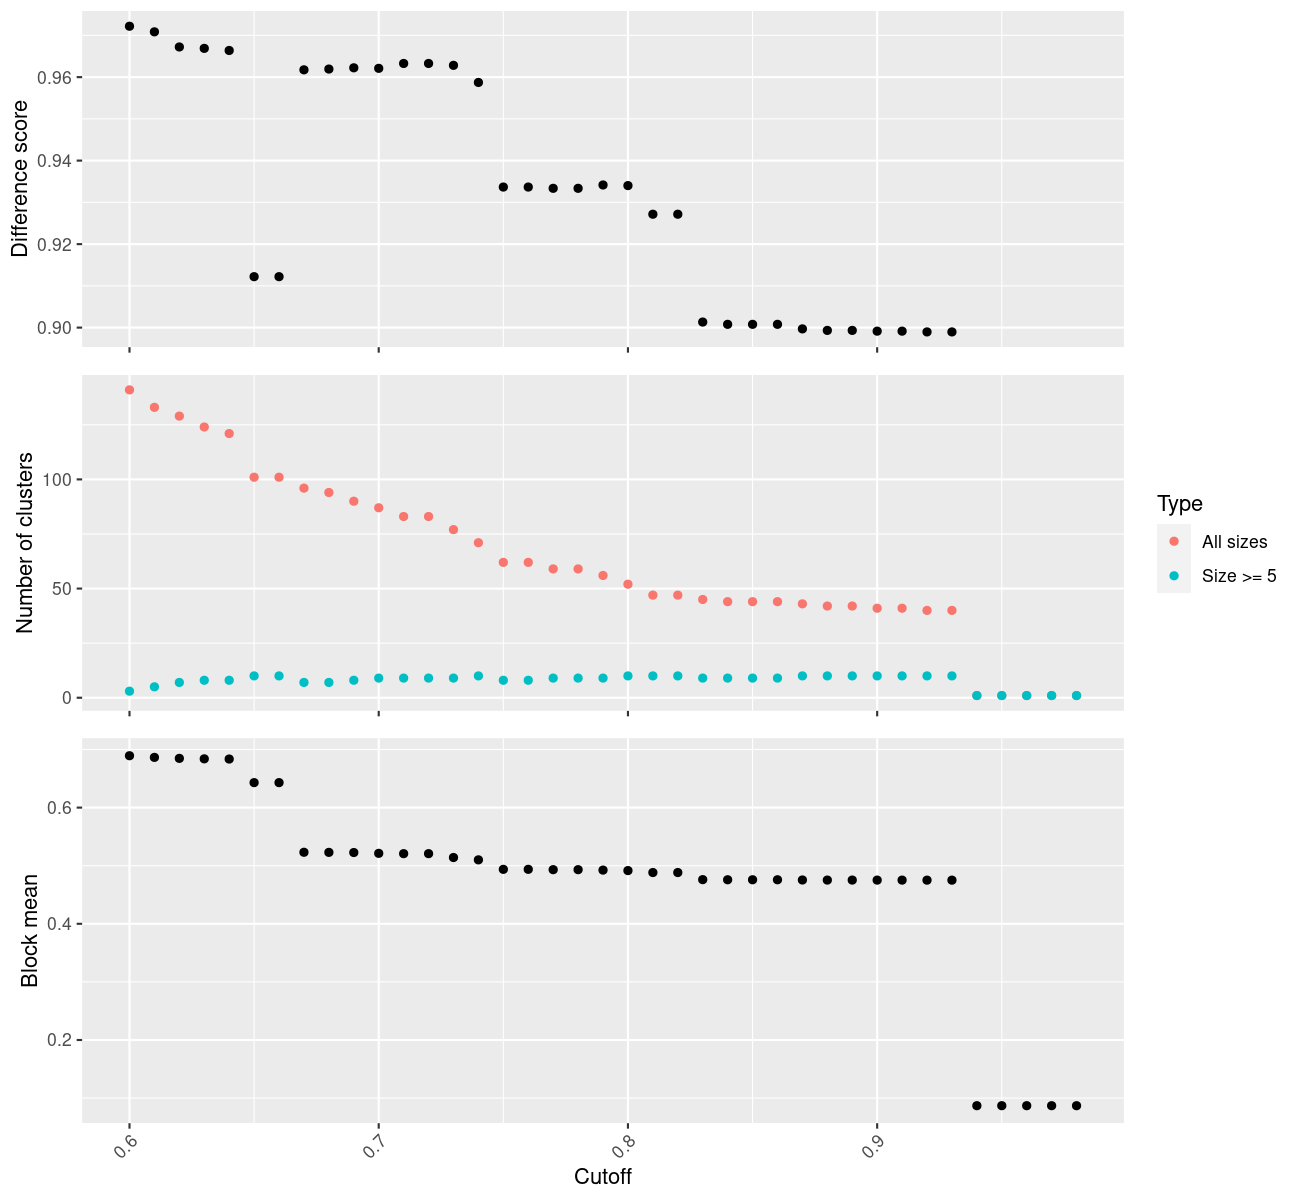 Difference score
0.96
0.94
0.92
0.90
Number of clusters
100
50
0
Type
All sizes
Size >= 5
Block mean
0.6
0.4
0.2
0.6
0.7
0.8
0.9
Cutoff